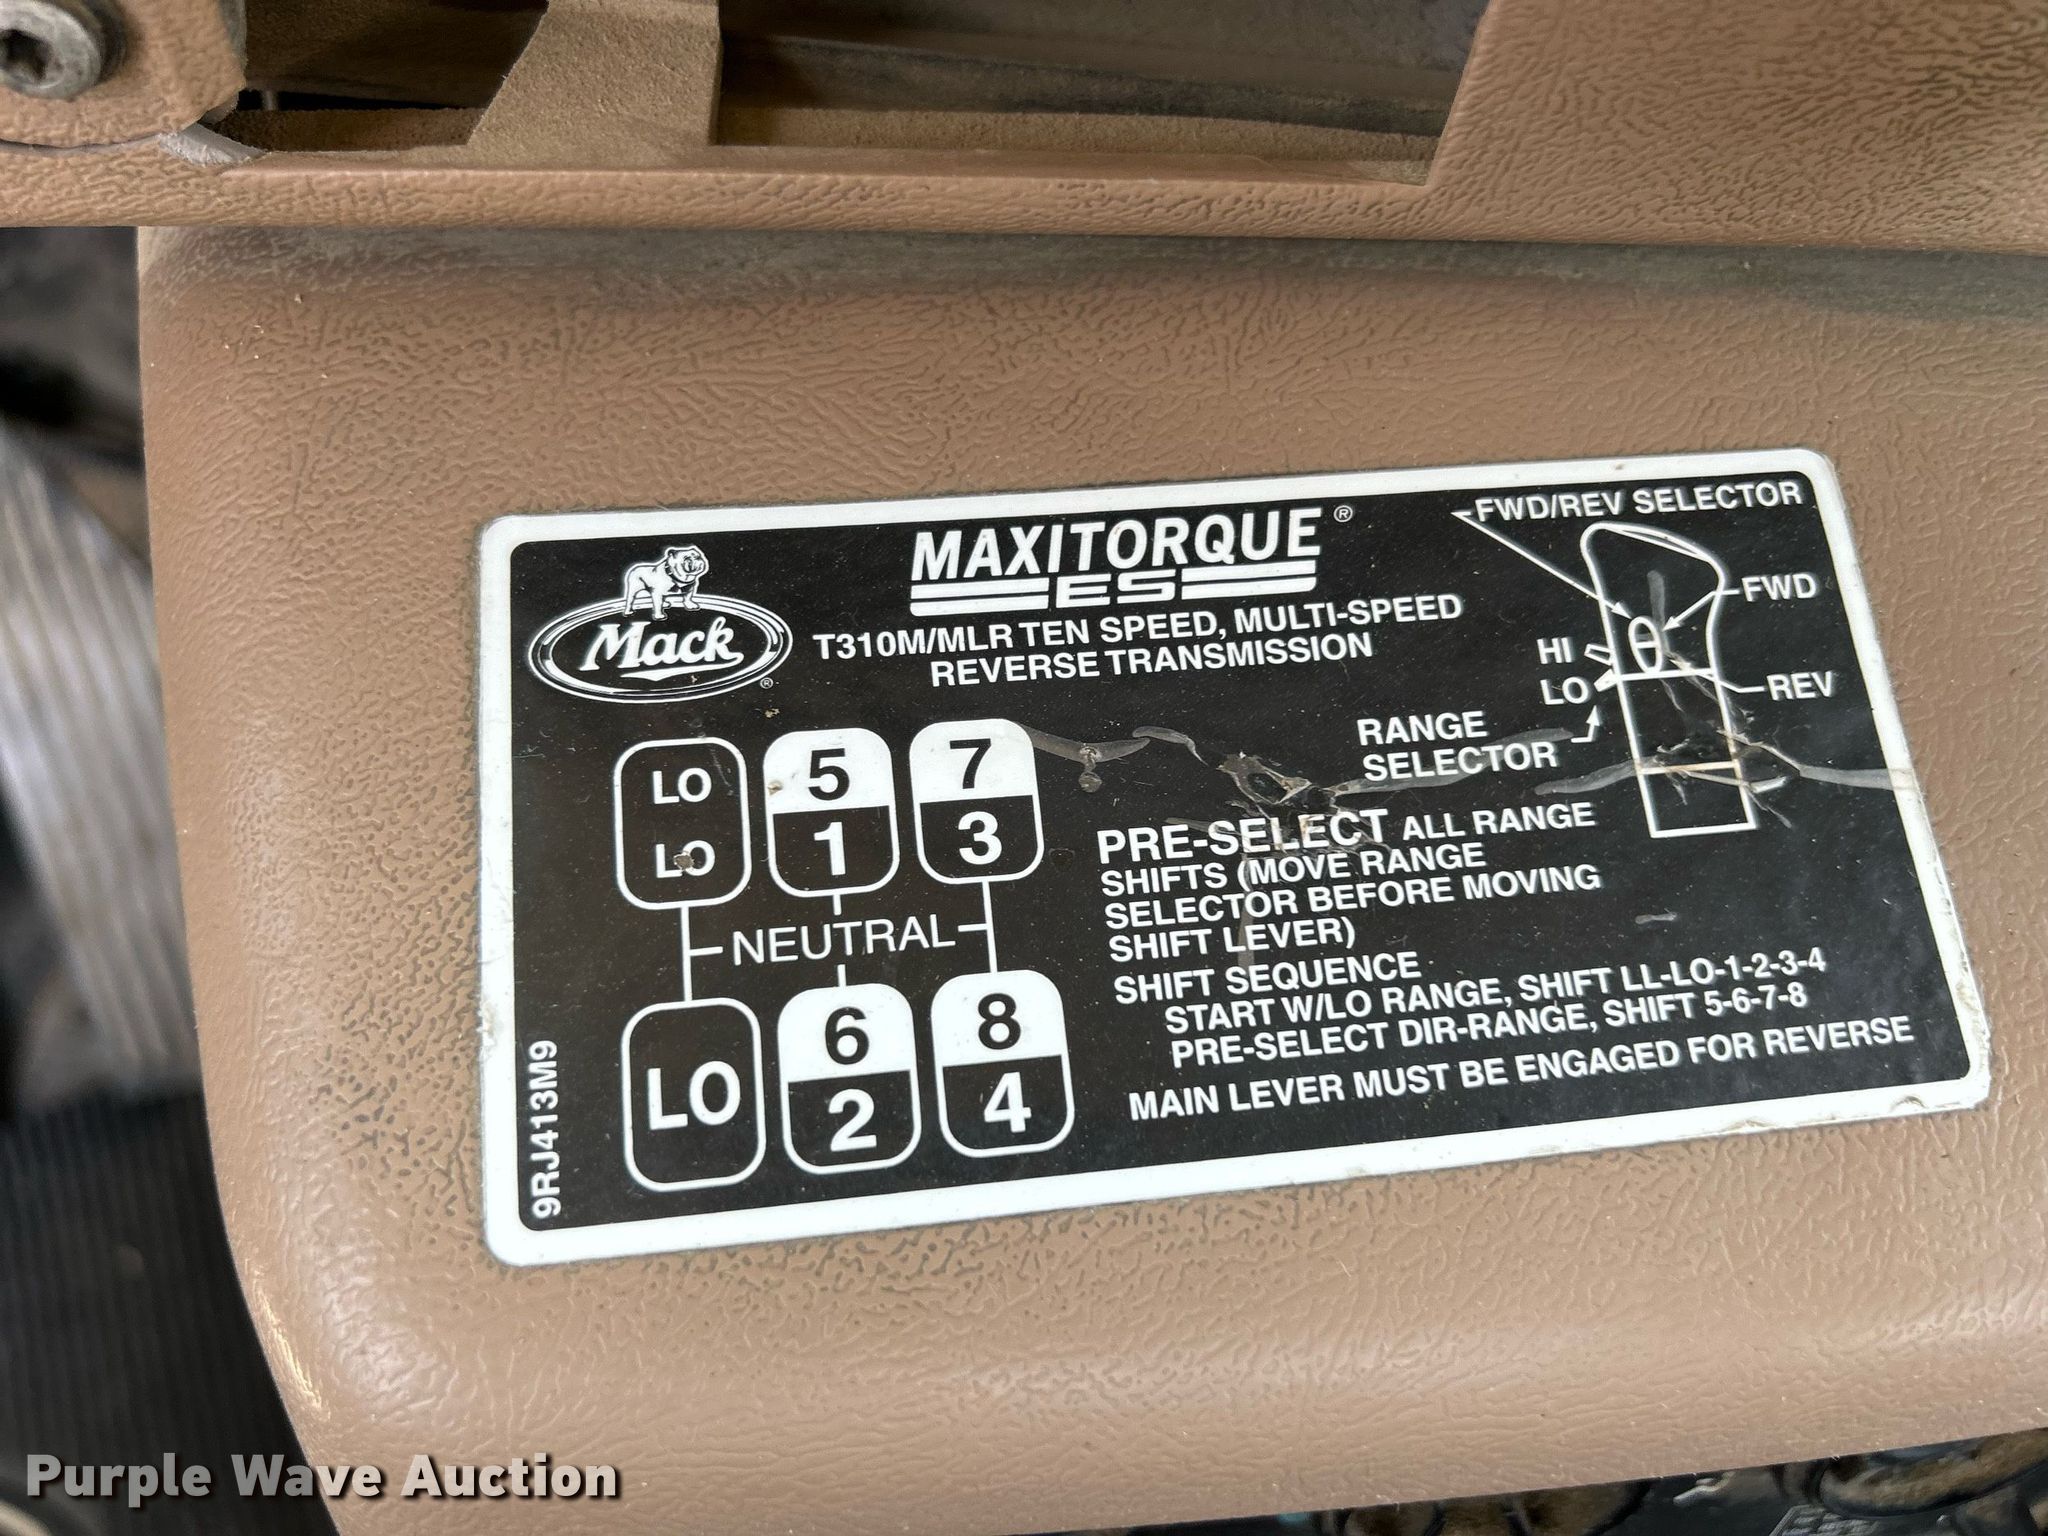 Mack
®
MAXITORQUE®
ES
T310M/MLR TEN SPEED, MULTI-SPEED
REVERSE TRANSMISSION
FWD/REV SELECTOR
FWD
HI
LO
REV
RANGE
SELECTOR
LO
LO
5
1
7
3
NEUTRAL
LO
6
2
8
4
PRE-SELECT ALL RANGE
SHIFTS (MOVE RANGE
SELECTOR BEFORE MOVING
SHIFT LEVER)
SHIFT SEQUENCE
START W/LO RANGE, SHIFT LL-LO-1-2-3-4
PRE-SELECT DIR-RANGE, SHIFT 5-6-7-8
MAIN LEVER MUST BE ENGAGED FOR REVERSE
9RJ413M9
Purple Wave Auction